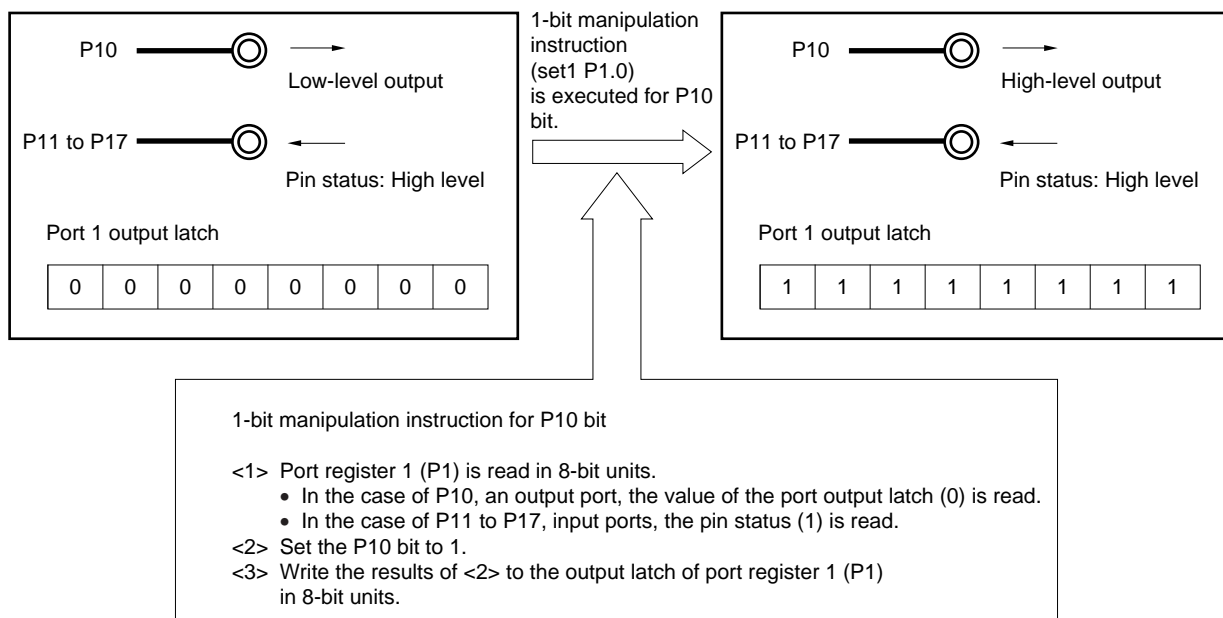 P10
Low-level output
P11 to P17
Pin status: High level
Port 1 output latch
0 0 0 0 0 0 0 0
1-bit manipulation
instruction
(set1 P1.0)
is executed for P10
bit.
P10
High-level output
P11 to P17
Pin status: High level
Port 1 output latch
1 1 1 1 1 1 1 1
1-bit manipulation instruction for P10 bit
<1> Port register 1 (P1) is read in 8-bit units.
• In the case of P10, an output port, the value of the port output latch (0) is read.
• In the case of P11 to P17, input ports, the pin status (1) is read.
<2> Set the P10 bit to 1.
<3> Write the results of <2> to the output latch of port register 1 (P1)
in 8-bit units.